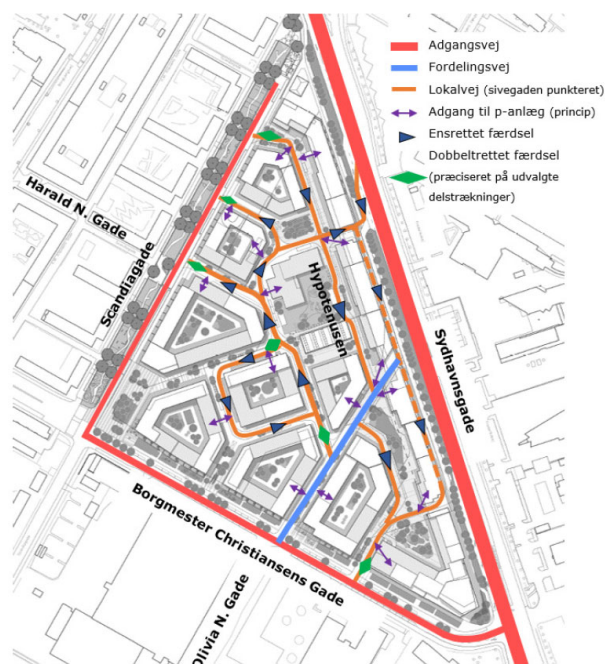 Adgangsvej
Fordelingsvej
Lokalvej (sivegaden punkteret)
Adgang til p-anlæg (princip)
Ensrettet færdsel
Dobbeltrettet færdsel
(præciseret på udvalgte
delstrækninger)
Harald N. Gade
Scandiagade
Hypotenusen
Sydhavnsgade
Borgmester Christiansens Gade
Olivia N. Gade